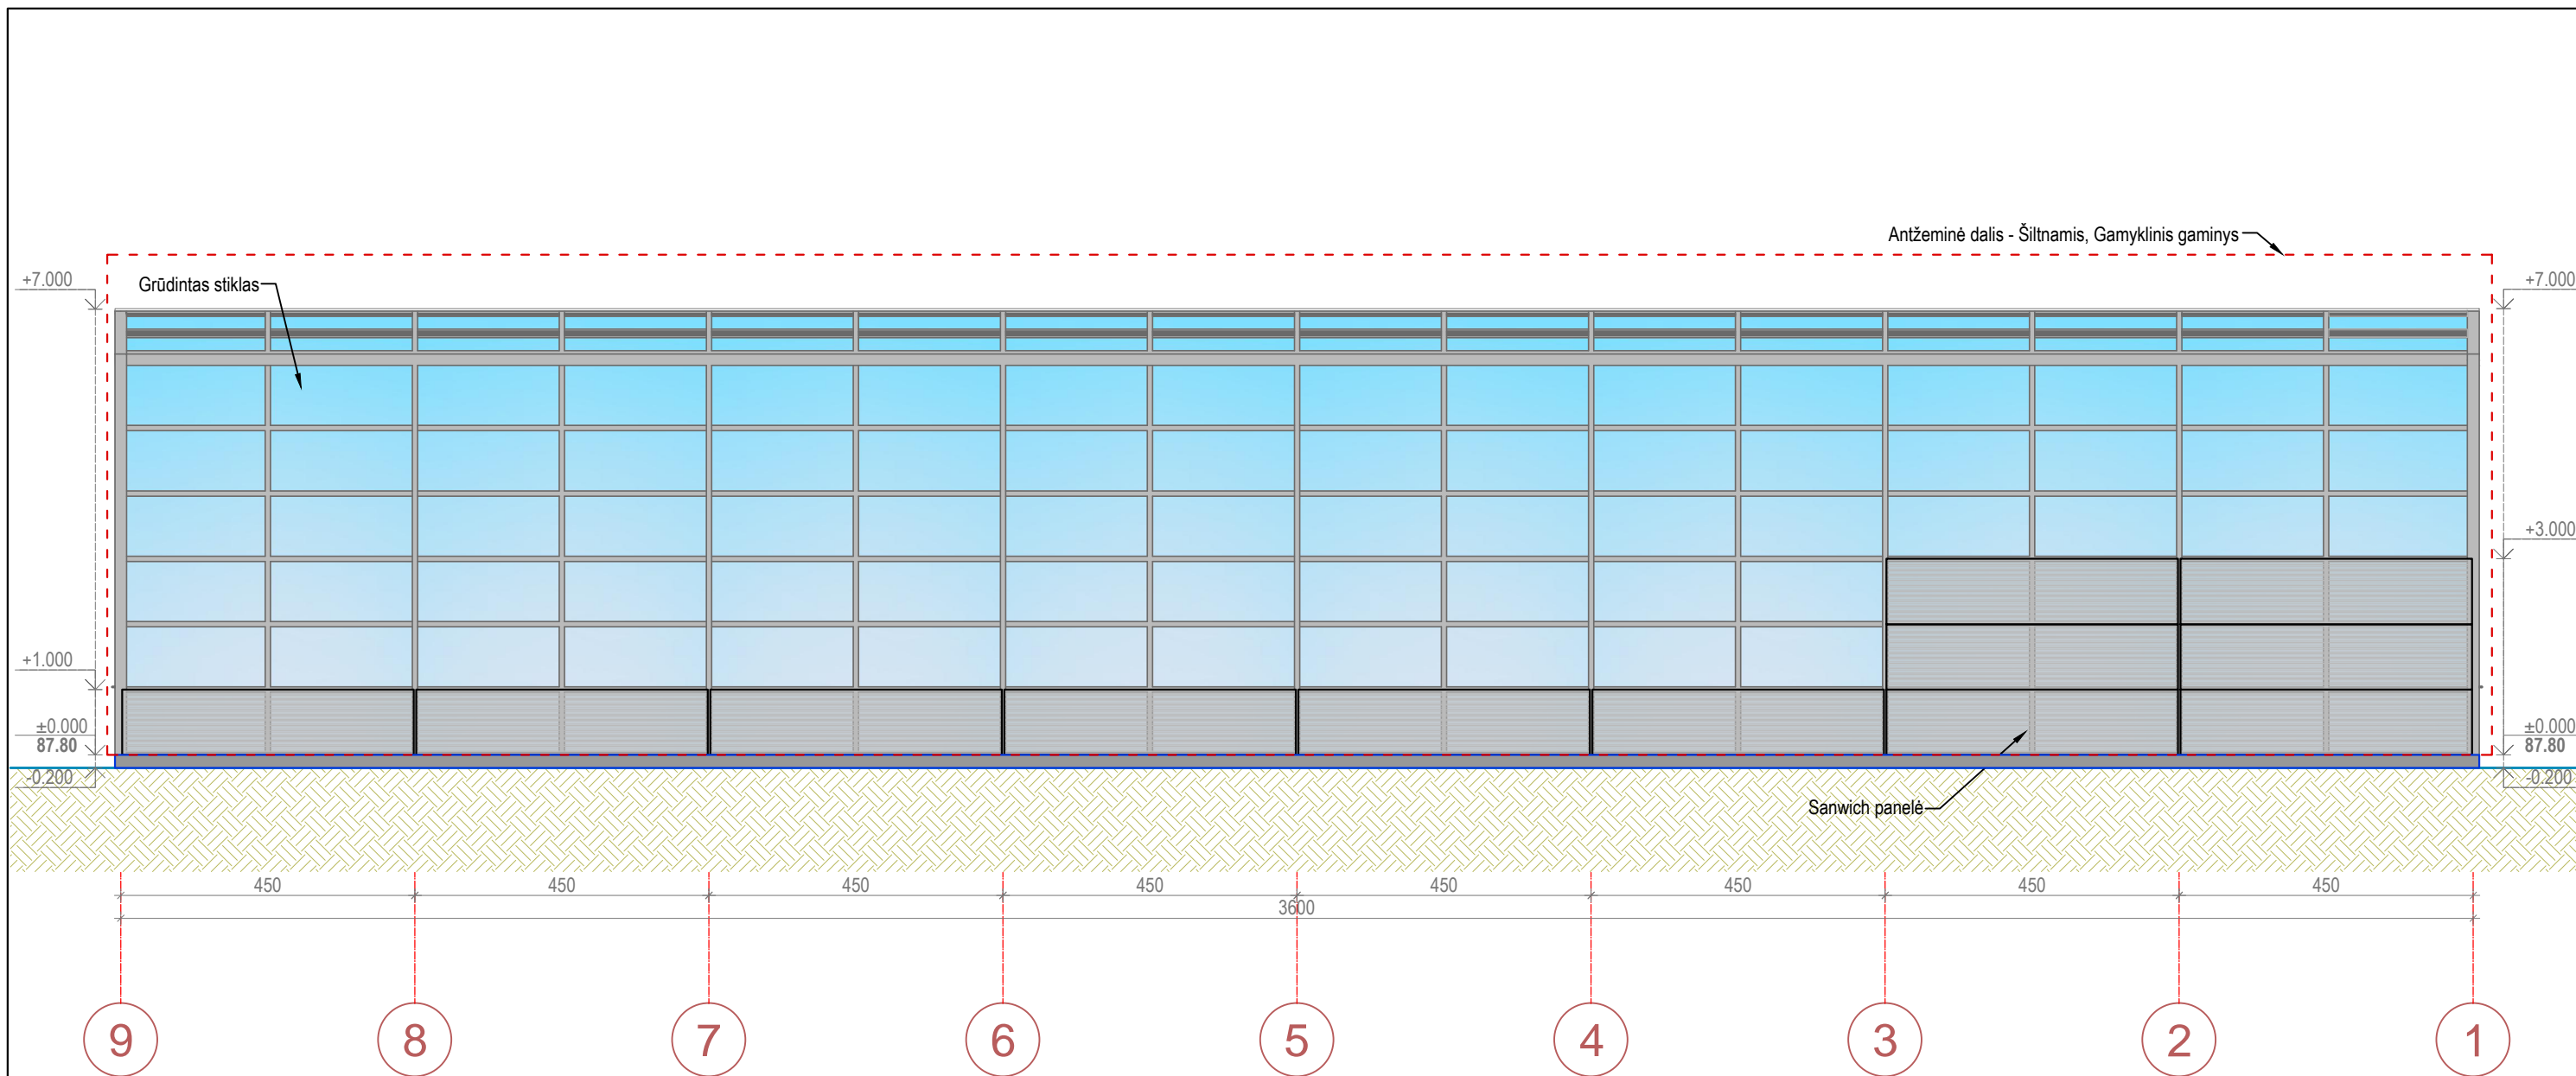 Antžeminė dalis - Šiltnamis, Gamyklinis gaminys
+7.000
Grūdintas stiklas
+7.000
+3.000
+1.000
±0.000
87.80
-0.200
±0.000
87.80
-0.200
Sanwich panelė
450 450 450 450 450 450 450 450
3600
9 8 7 6 5 4 3 2 1